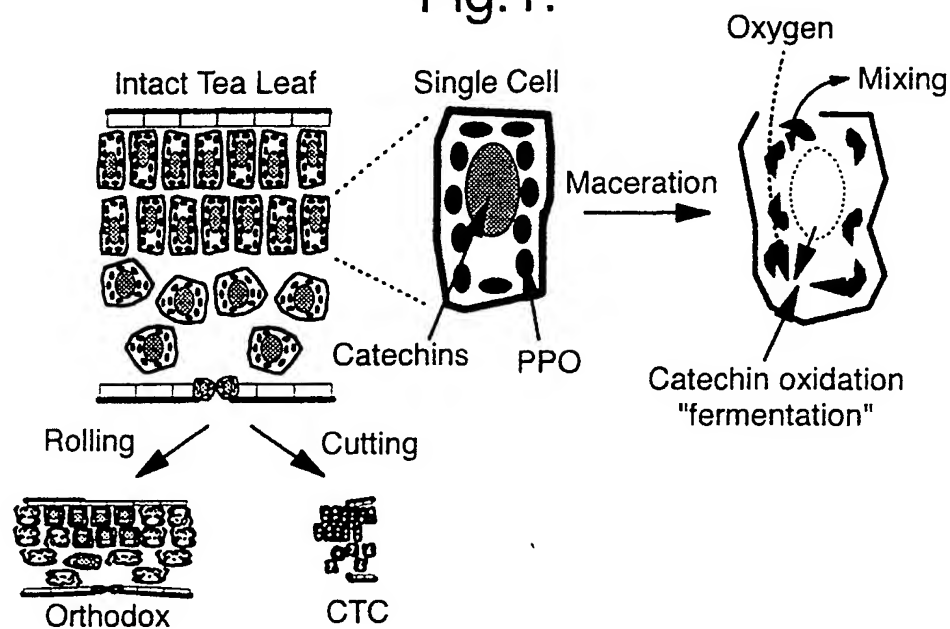 Fig.1.
Oxygen
Intact Tea Leaf
Single Cell
Mixing
Maceration
Catechins
PPO
Catechin oxidation
"fermentation"
Rolling
Cutting
Orthodox
CTC